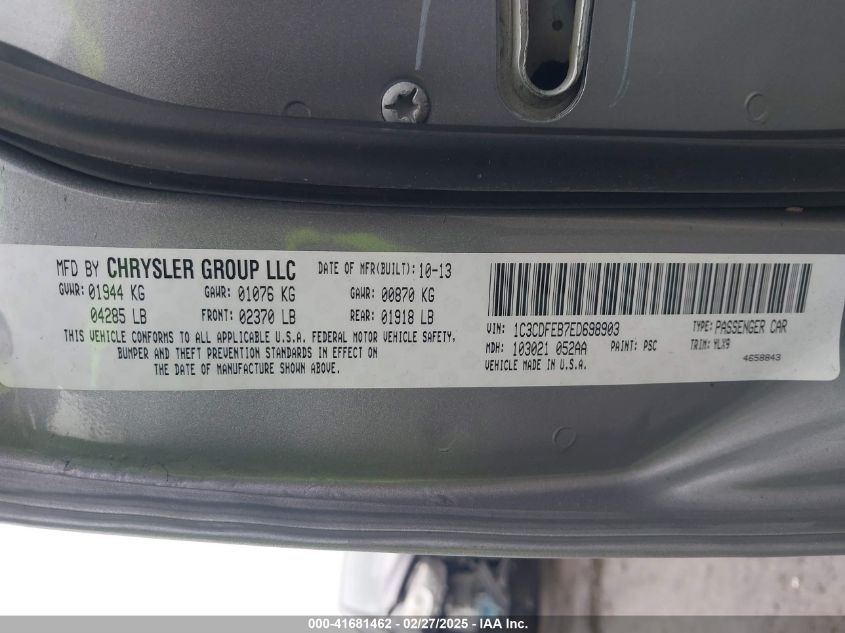 MFD BY CHRYSLER GROUP LLC DATE OF MFR(BUILT): 10-13
GVWR: 01944 KG GAWR: 01076 KG GAWR: 00870 KG
04285 LB FRONT: 02370 LB REAR: 01918 LB
THIS VEHICLE CONFORMS TO ALL APPLICABLE U.S.A. FEDERAL MOTOR VEHICLE SAFETY,
BUMPER AND THEFT PREVENTION STANDARDS IN EFFECT ON
THE DATE OF MANUFACTURE SHOWN ABOVE.
VIN: 1C3CDFEB7ED698903 TYPE: PASSENGER CAR
MDH: 103021 052AA PAINT: PSC TRIM: VLX9
VEHICLE MADE IN U.S.A. 4658843
000-41681462 - 02/27/2025 - IAA Inc.